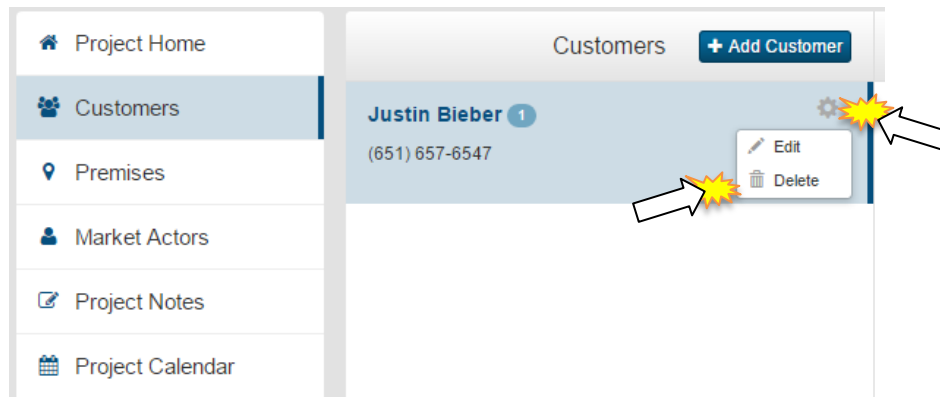 Project Home
Customers
Premises
Market Actors
Project Notes
Project Calendar
Customers
+ Add Customer
Justin Bieber 1
(651) 657-6547
Edit
Delete